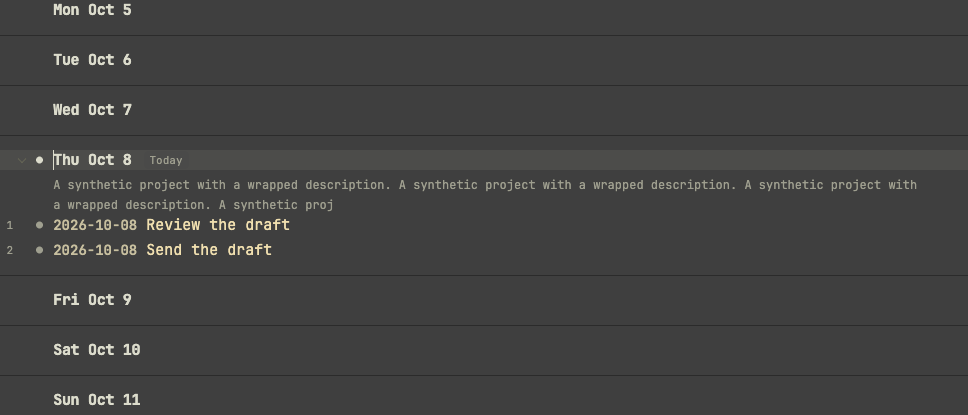 Mon Oct 5
Tue Oct 6
Wed Oct 7
Thu Oct 8 Today
A synthetic project with a wrapped description. A synthetic project with a wrapped description. A synthetic project with
a wrapped description. A synthetic proj
1 2026-10-08 Review the draft
2 2026-10-08 Send the draft
Fri Oct 9
Sat Oct 10
Sun Oct 11